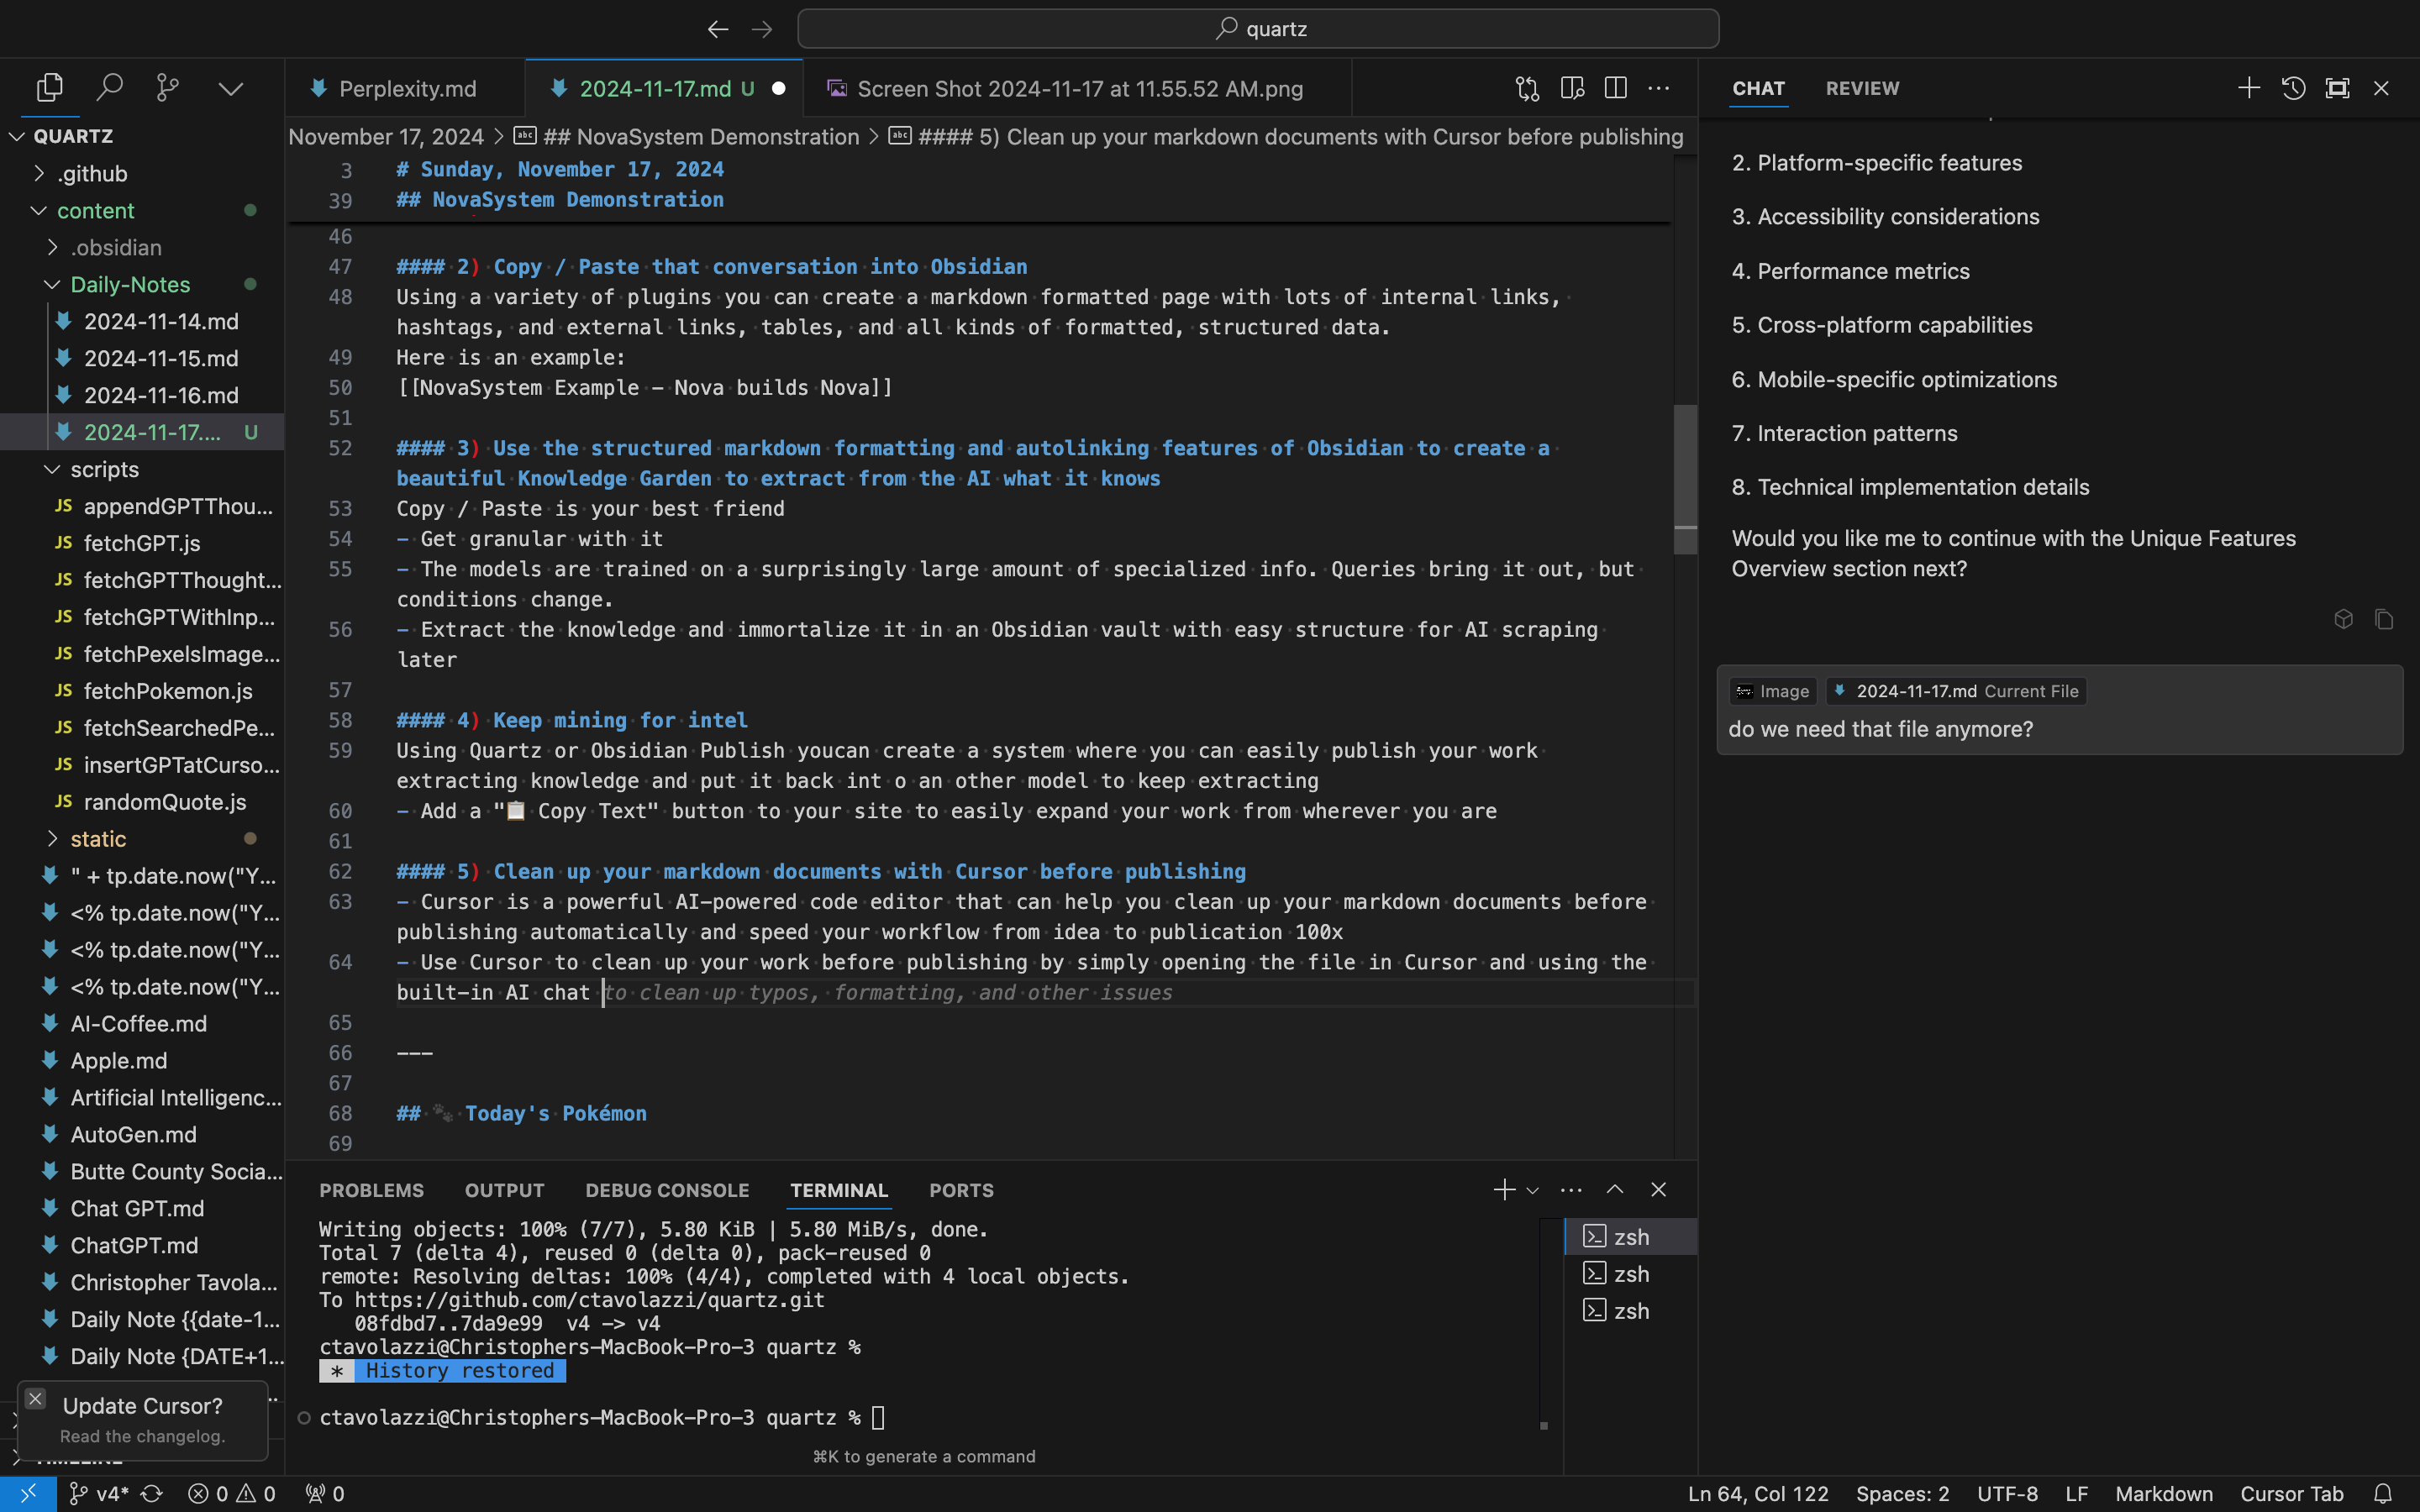 quartz
QUARTZ
.github
content
.obsidian
Daily-Notes
2024-11-14.md
2024-11-15.md
2024-11-16.md
2024-11-17.... U
scripts
JS appendGPTThou...
JS fetchGPT.js
JS fetchGPTThought...
JS fetchGPTWithInp...
JS fetchPexelsImage...
JS fetchPokemon.js
JS fetchSearchedPe...
JS insertGPTatCurso...
JS randomQuote.js
static
" + tp.date.now("Y...
<% tp.date.now("Y...
<% tp.date.now("Y...
<% tp.date.now("Y...
AI-Coffee.md
Apple.md
Artificial Intelligenc...
AutoGen.md
Butte County Socia...
Chat GPT.md
ChatGPT.md
Christopher Tavola...
Daily Note {{date-1...
Daily Note {DATE+1...
Update Cursor?
Read the changelog.
Perplexity.md
2024-11-17.md U
Screen Shot 2024-11-17 at 11.55.52 AM.png
November 17, 2024 > abc ## NovaSystem Demonstration > abc #### 5) Clean up your markdown documents with Cursor before publishing
3 # Sunday, November 17, 2024
39 ## NovaSystem Demonstration
46
47 #### 2) Copy / Paste that conversation into Obsidian
48 Using a variety of plugins you can create a markdown formatted page with lots of internal links,
hashtags, and external links, tables, and all kinds of formatted, structured data.
49 Here is an example:
50 [[NovaSystem Example - Nova builds Nova]]
51
52 #### 3) Use the structured markdown formatting and autolinking features of Obsidian to create a
beautiful Knowledge Garden to extract from the AI what it knows
53 Copy / Paste is your best friend
54 - Get granular with it
55 - The models are trained on a surprisingly large amount of specialized info. Queries bring it out, but
conditions change.
56 - Extract the knowledge and immortalize it in an Obsidian vault with easy structure for AI scraping
later
57
58 #### 4) Keep mining for intel
59 Using Quartz or Obsidian Publish youcan create a system where you can easily publish your work
extracting knowledge and put it back int o an other model to keep extracting
60 - Add a "📋 Copy Text" button to your site to easily expand your work from wherever you are
61
62 #### 5) Clean up your markdown documents with Cursor before publishing
63 - Cursor is a powerful AI-powered code editor that can help you clean up your markdown documents before
publishing automatically and speed your workflow from idea to publication 100x
64 - Use Cursor to clean up your work before publishing by simply opening the file in Cursor and using the
built-in AI chat to clean up typos, formatting, and other issues
65
66 ---
67
68 ## 🐾 Today's Pokémon
69
PROBLEMS OUTPUT DEBUG CONSOLE TERMINAL PORTS
Writing objects: 100% (7/7), 5.80 KiB | 5.80 MiB/s, done.
Total 7 (delta 4), reused 0 (delta 0), pack-reused 0
remote: Resolving deltas: 100% (4/4), completed with 4 local objects.
To https://github.com/ctavolazzi/quartz.git
08fdbd7..7da9e99 v4 -> v4
ctavolazzi@Christophers-MacBook-Pro-3 quartz %
* History restored
ctavolazzi@Christophers-MacBook-Pro-3 quartz %
⌘K to generate a command
zsh
zsh
zsh
CHAT REVIEW
2. Platform-specific features
3. Accessibility considerations
4. Performance metrics
5. Cross-platform capabilities
6. Mobile-specific optimizations
7. Interaction patterns
8. Technical implementation details
Would you like me to continue with the Unique Features
Overview section next?
Image 2024-11-17.md Current File
do we need that file anymore?
v4* 0 0 0
Ln 64, Col 122 Spaces: 2 UTF-8 LF Markdown Cursor Tab